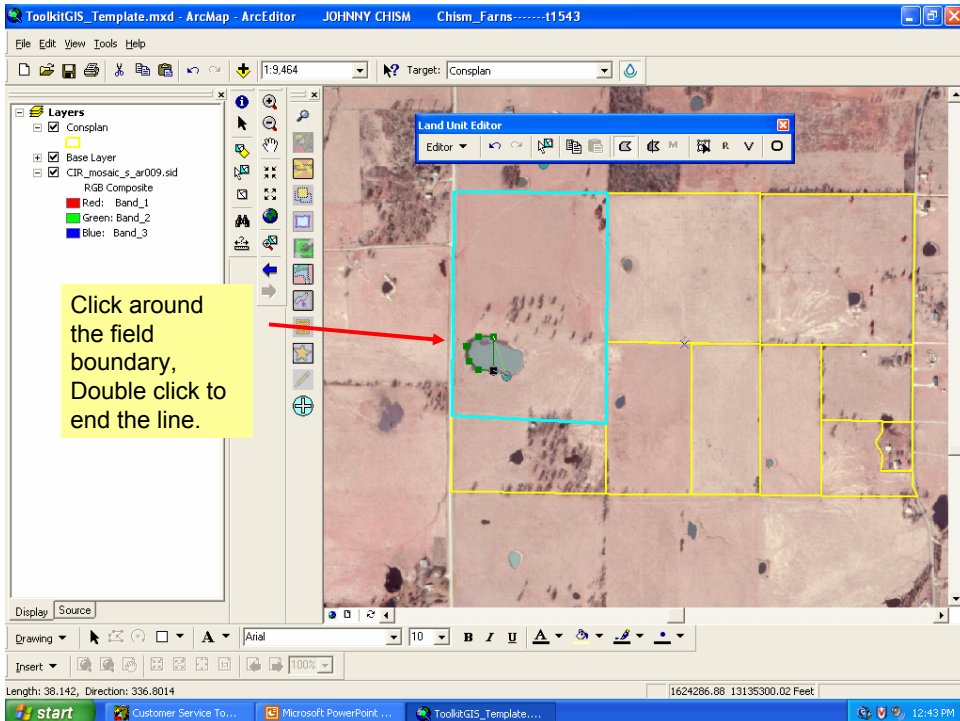 ToolkitGIS_Template.mxd - ArcMap - ArcEditor JOHNNY CHISM Chism_Farns-------t1543
File Edit View Tools Help
1:9,464 Target: Consplan
Layers
Consplan
Base Layer
CIR_mosaic_s_ar009.sid
RGB Composite
Red: Band_1
Green: Band_2
Blue: Band_3
Land Unit Editor
Editor M R V O
Click around
the field
boundary,
Double click to
end the line.
Display Source
Drawing A Arial 10 B I U A
Insert 1:1 100%
Length: 38.142, Direction: 336.8014 1624286.88 13135300.02 Feet
start Customer Service To... Microsoft PowerPoint ... ToolkitGIS_Template.... 12:43 PM